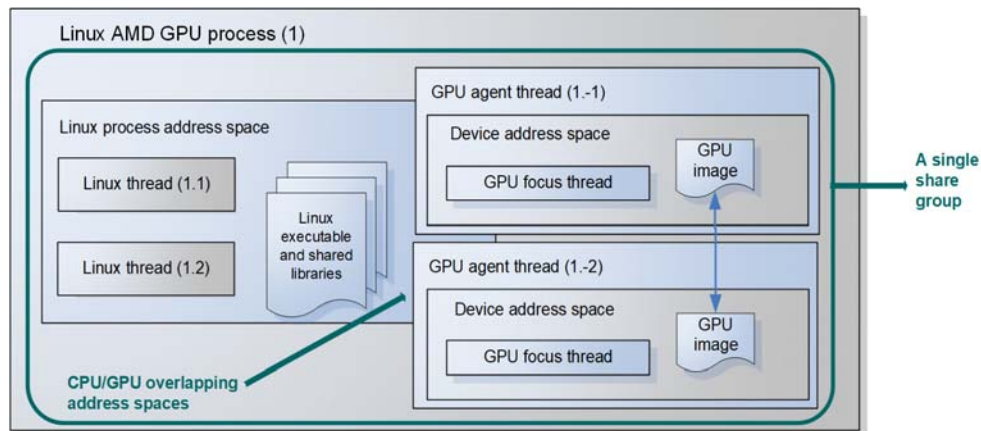 Linux AMD GPU process (1)
GPU agent thread (1.-1)
Linux process address space
Device address space
Linux thread (1.1)
GPU focus thread
GPU
image
Linux
executable
and shared
libraries
Linux thread (1.2)
GPU agent thread (1.-2)
Device address space
GPU focus thread
GPU
image
CPU/GPU overlapping
address spaces
A single
share
group